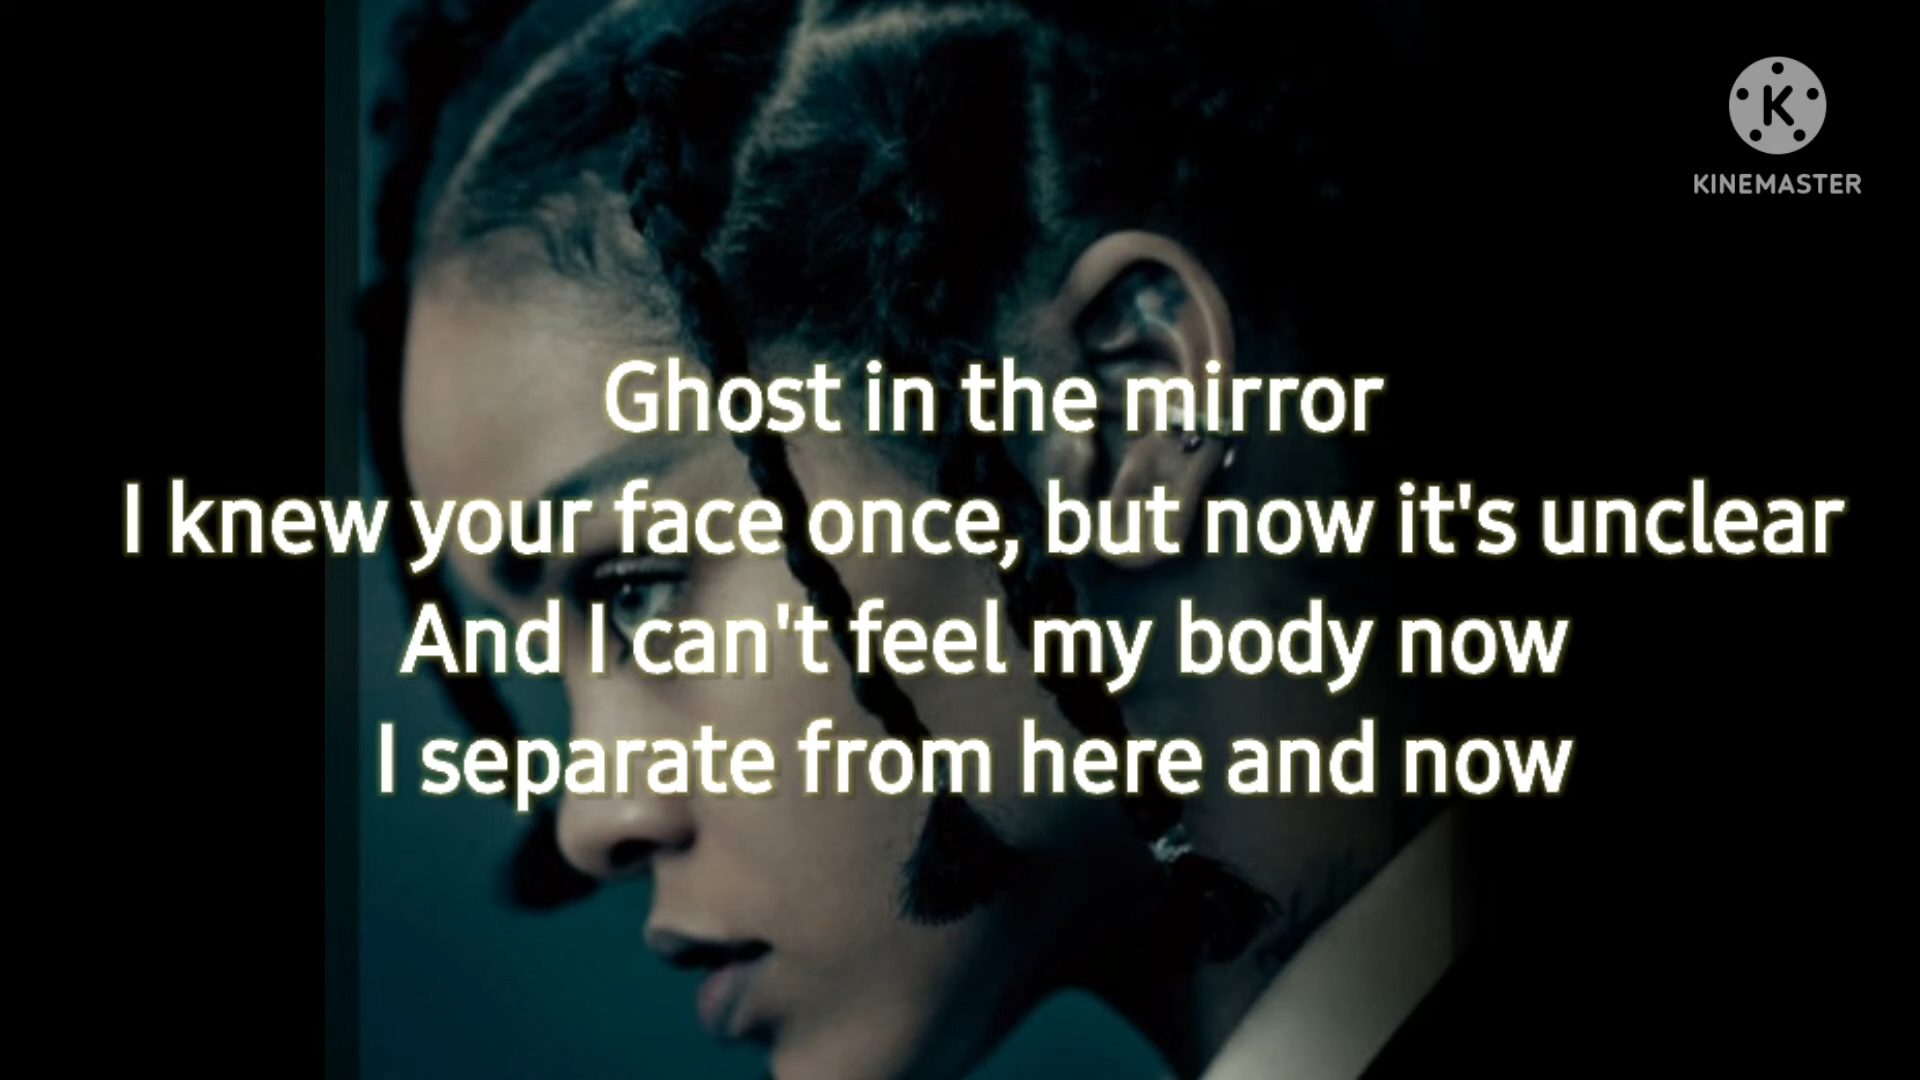 K
KINEMASTER
Ghost in the mirror
I knew your face once, but now it's unclear
And I can't feel my body now
I separate from here and now